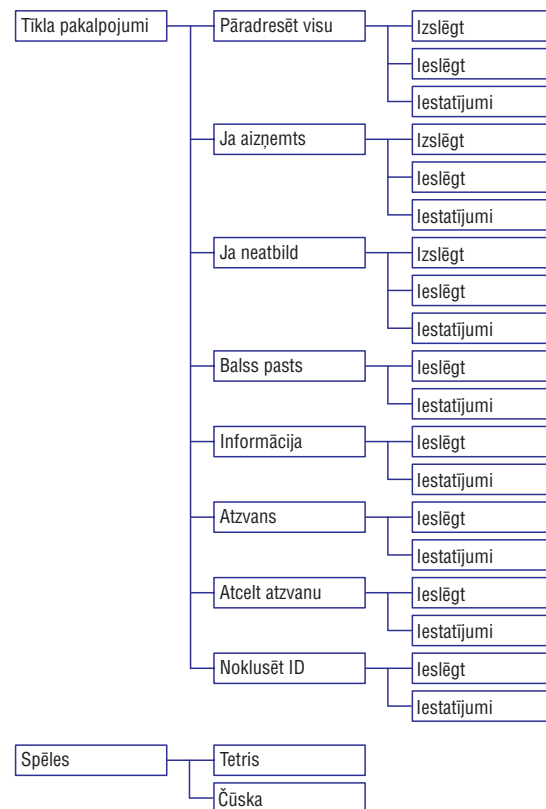 Tīkla pakalpojumi
Pāradresēt visu
Izslēgt
Ieslēgt
Iestatījumi
Ja aizņemts
Izslēgt
Ieslēgt
Iestatījumi
Ja neatbild
Izslēgt
Ieslēgt
Iestatījumi
Balss pasts
Ieslēgt
Iestatījumi
Informācija
Ieslēgt
Iestatījumi
Atzvans
Ieslēgt
Iestatījumi
Atcelt atzvanu
Ieslēgt
Iestatījumi
Noklusēt ID
Ieslēgt
Iestatījumi
Spēles
Tetris
Čūska